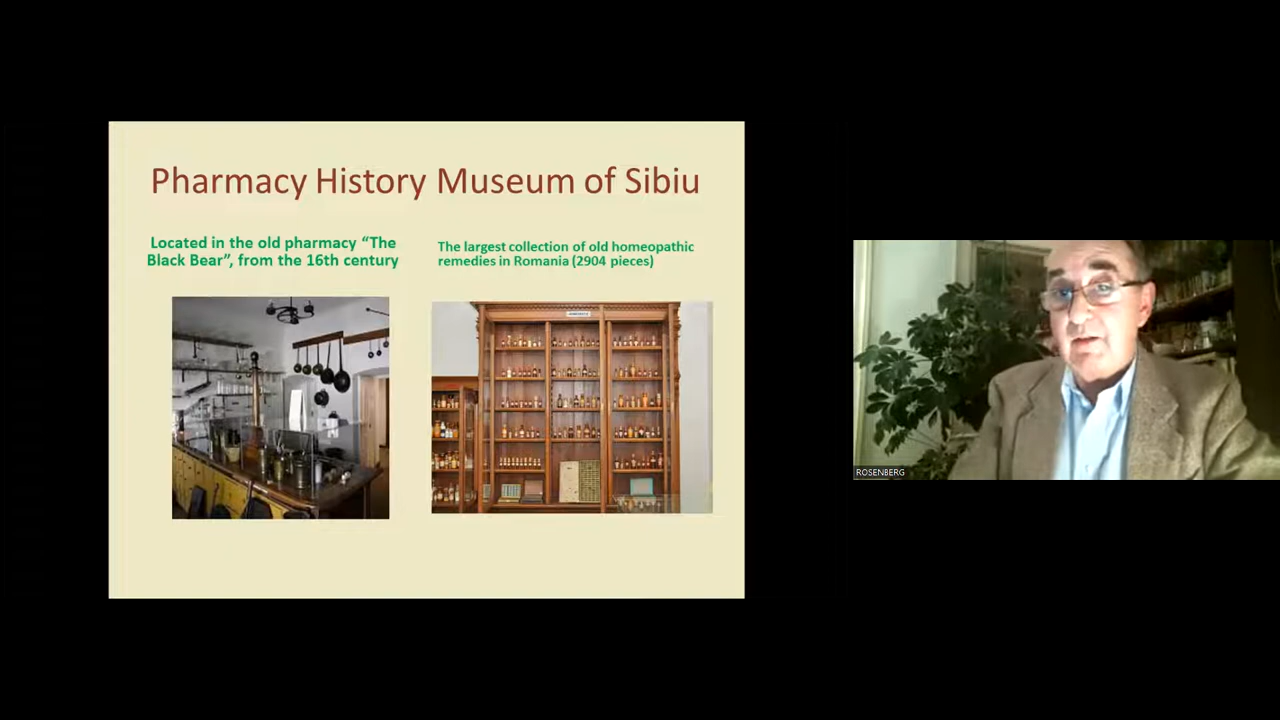 Pharmacy History Museum of Sibiu
Located in the old pharmacy “The
Black Bear”, from the 16th century
The largest collection of old homeopathic
remedies in Romania (2904 pieces)
ROSENBERG